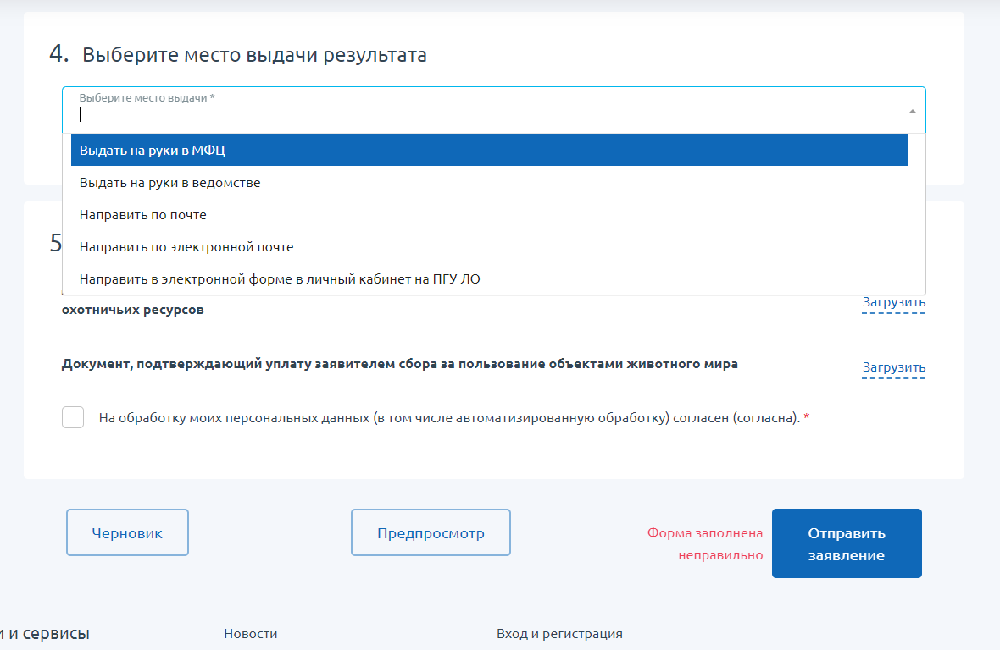 4. Выберите место выдачи результата
Выберите место выдачи *
Выдать на руки в МФЦ
Выдать на руки в ведомстве
Направить по почте
Направить по электронной почте
Направить в электронной форме в личный кабинет на ПГУ ЛО
5
охотничьих ресурсов
Загрузить
Документ, подтверждающий уплату заявителем сбора за пользование объектами животного мира
Загрузить
На обработку моих персональных данных (в том числе автоматизированную обработку) согласен (согласна). *
Черновик
Предпросмотр
Форма заполнена
неправильно
Отправить
заявление
и сервисы
Новости
Вход и регистрация